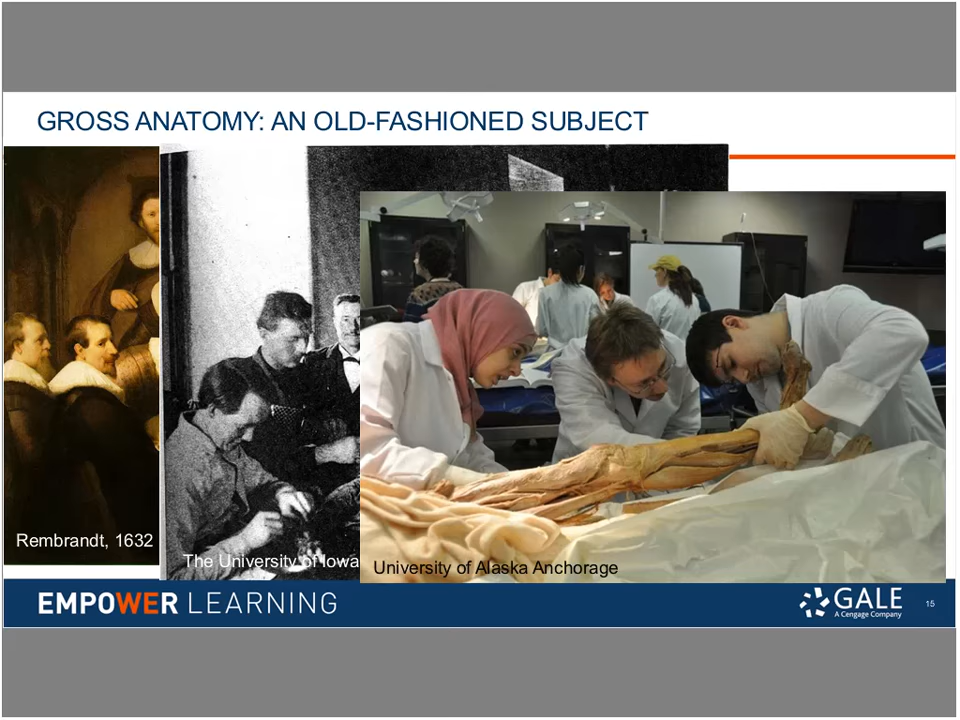 GROSS ANATOMY: AN OLD-FASHIONED SUBJECT
Rembrandt, 1632
The University of Iowa
University of Alaska Anchorage
EMPOWER LEARNING
GALE
A Cengage Company
15